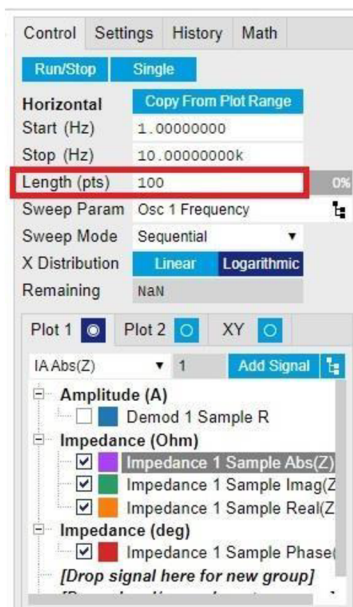 Control Settings History Math
Run/Stop Single
Horizontal Copy From Plot Range
Start (Hz) 1.00000000
Stop (Hz) 10.00000000k
Length (pts) 100 0%
Sweep Param Osc 1 Frequency
Sweep Mode Sequential
X Distribution Linear Logarithmic
Remaining NaN
Plot 1 Plot 2 XY
IA Abs(Z) 1 Add Signal
Amplitude (A)
Demod 1 Sample R
Impedance (Ohm)
Impedance 1 Sample Abs(Z)
Impedance 1 Sample Imag(Z
Impedance 1 Sample Real(Z
Impedance (deg)
Impedance 1 Sample Phase(
[Drop signal here for new group]